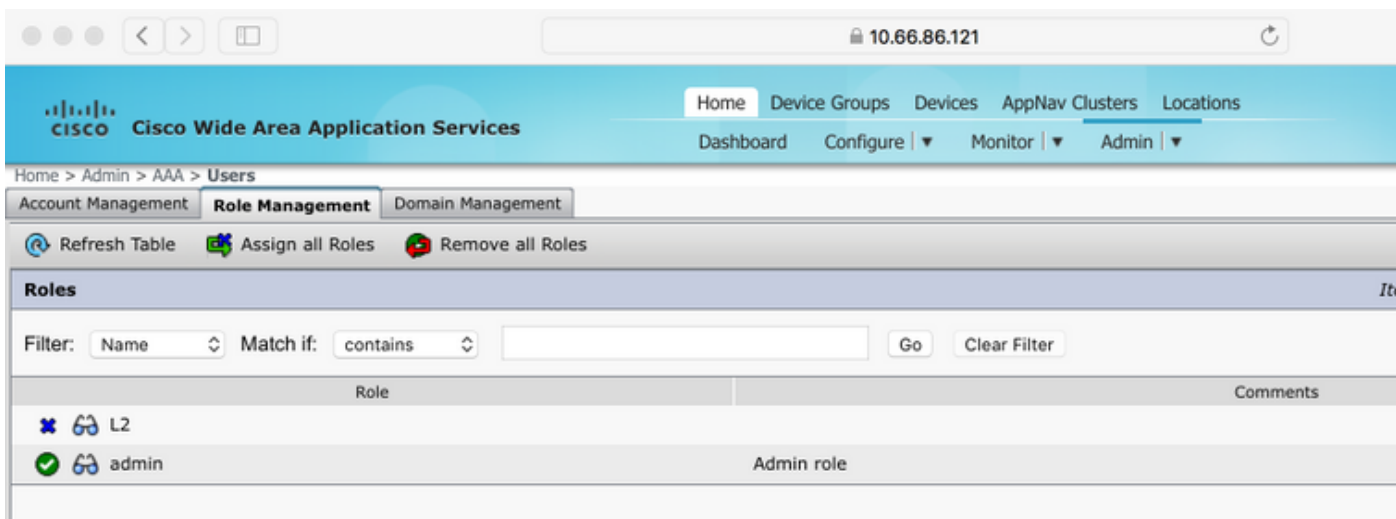 10.66.86.121
CISCO Cisco Wide Area Application Services
Home Device Groups Devices AppNav Clusters Locations
Dashboard Configure Monitor Admin
Home > Admin > AAA > Users
Account Management Role Management Domain Management
Refresh Table Assign all Roles Remove all Roles
Roles
Filter: Name Match if: contains Go Clear Filter
Role Comments
L2
admin Admin role